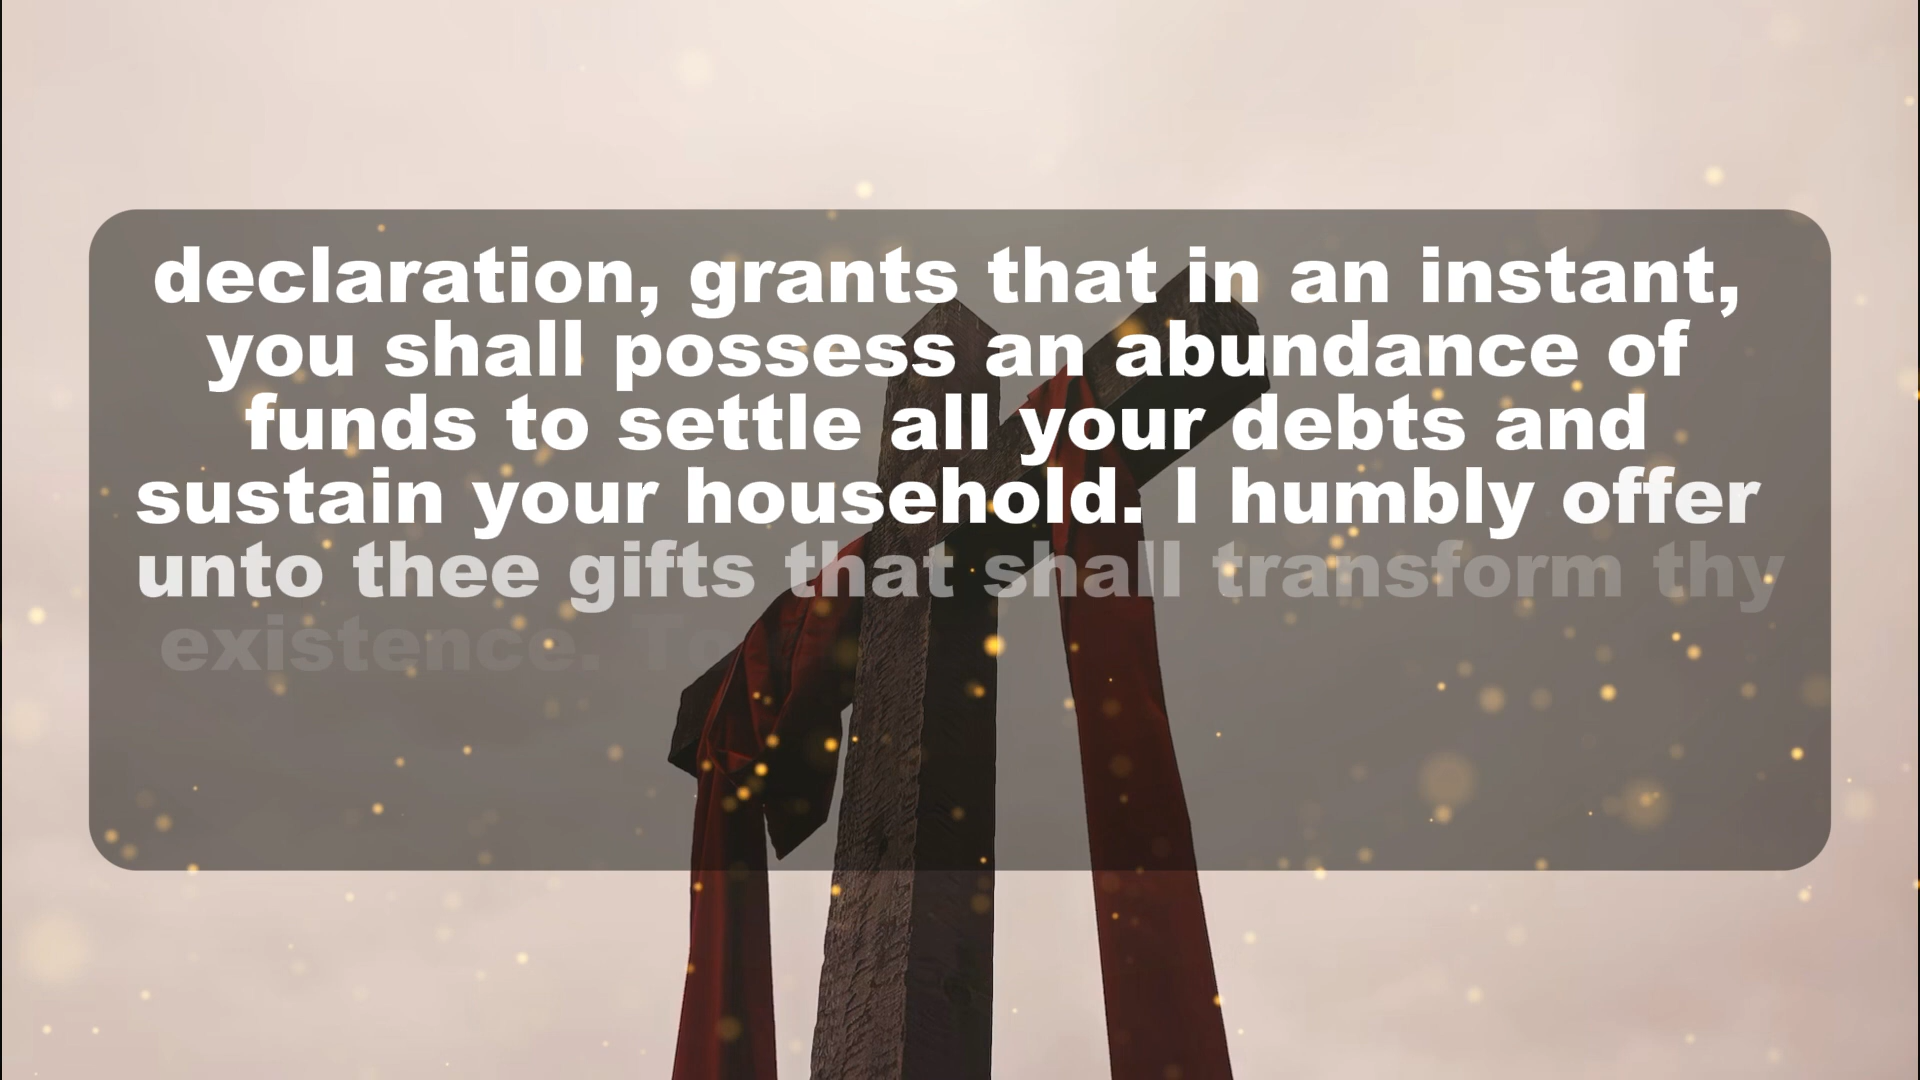 declaration, grants that in an instant,
you shall possess an abundance of
funds to settle all your debts and
sustain your household. I humbly offer
unto thee gifts that shall transform thy
existence. To